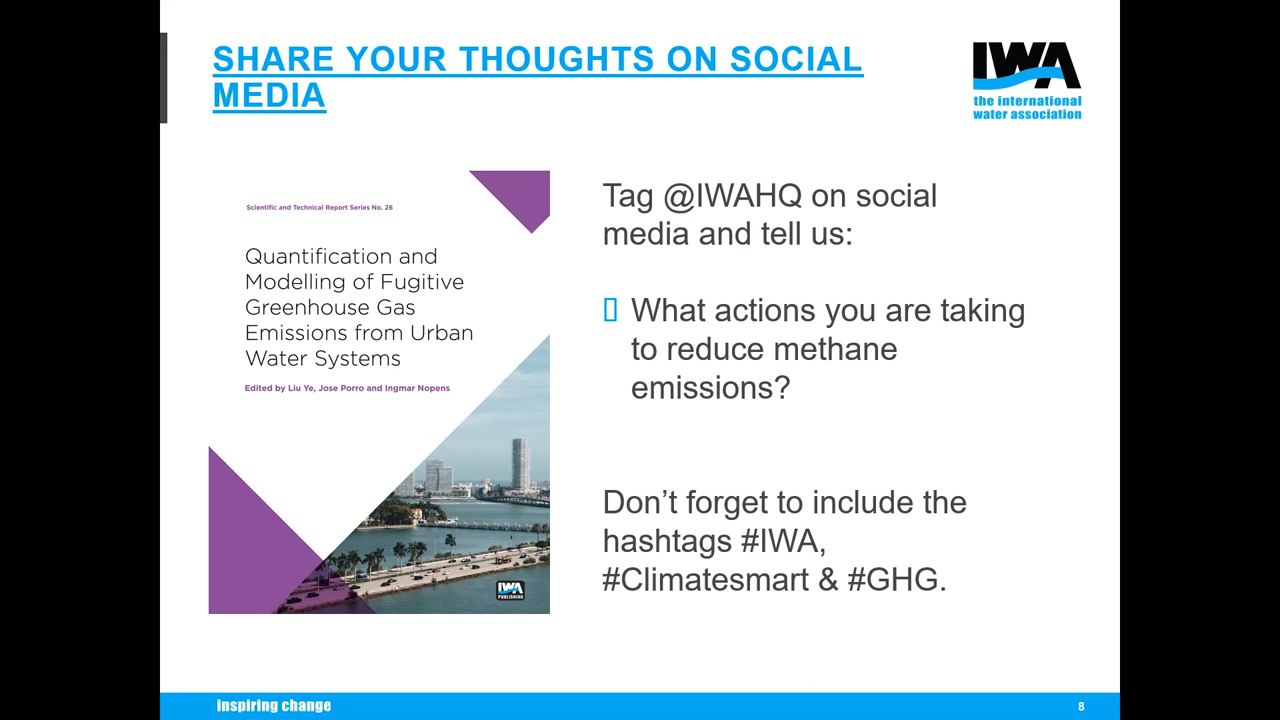 SHARE YOUR THOUGHTS ON SOCIAL
MEDIA
IWA
the international
water association
Scientific and Technical Report Series No. 26
Quantification and
Modelling of Fugitive
Greenhouse Gas
Emissions from Urban
Water Systems
Edited by Liu Ye, Jose Porro and Ingmar Nopens
IWA
PUBLISHING
Tag @IWAHQ on social
media and tell us:
What actions you are taking
to reduce methane
emissions?
Don’t forget to include the
hashtags #IWA,
#Climatesmart & #GHG.
inspiring change
8